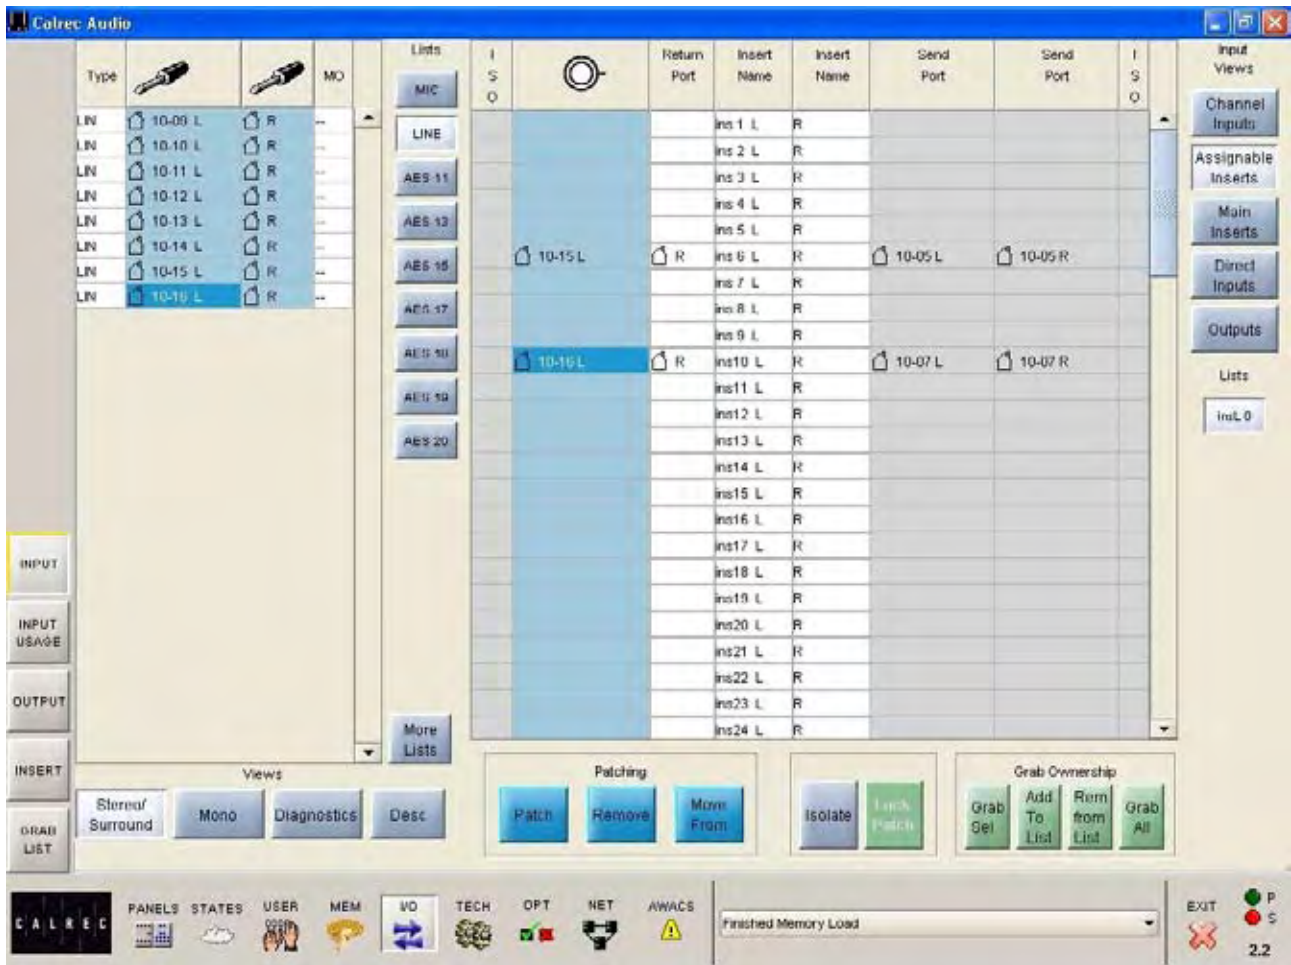 Calrec Audio
Type MO
LIN 10-09 L R --
LIN 10-10 L R --
LIN 10-11 L R --
LIN 10-12 L R --
LIN 10-13 L R --
LIN 10-14 L R --
LIN 10-15 L R --
LIN 10-16 L R --
Lists
MIC
LINE
AES 11
AES 13
AES 15
AES 17
AES 18
AES 19
AES 20
More
Lists
I
S
O
Return
Port
Insert
Name
Insert
Name
Send
Port
Send
Port
I
S
O
ins 1 L R
ins 2 L R
ins 3 L R
ins 4 L R
ins 5 L R
10-15 L R ins 6 L R 10-05 L 10-05 R
ins 7 L R
ins 8 L R
ins 9 L R
10-16 L R ins10 L R 10-07 L 10-07 R
ins11 L R
ins12 L R
ins13 L R
ins14 L R
ins15 L R
ins16 L R
ins17 L R
ins18 L R
ins19 L R
ins20 L R
ins21 L R
ins22 L R
ins23 L R
ins24 L R
Input
Views
Channel
Inputs
Assignable
Inserts
Main
Inserts
Direct
Inputs
Outputs
Lists
insL 0
INPUT
INPUT
USAGE
OUTPUT
INSERT
GRAB
LIST
Views
Stereo/
Surround
Mono
Diagnostics
Desc
Patching
Patch
Remove
Move
From
Isolate
Lock
Patch
Grab Ownership
Grab
Sel
Add
To
List
Rem
from
List
Grab
All
CALREC
PANELS
STATES
USER
MEM
I/O
TECH
OPT
NET
AWACS
Finished Memory Load
EXIT
P
S
2.2